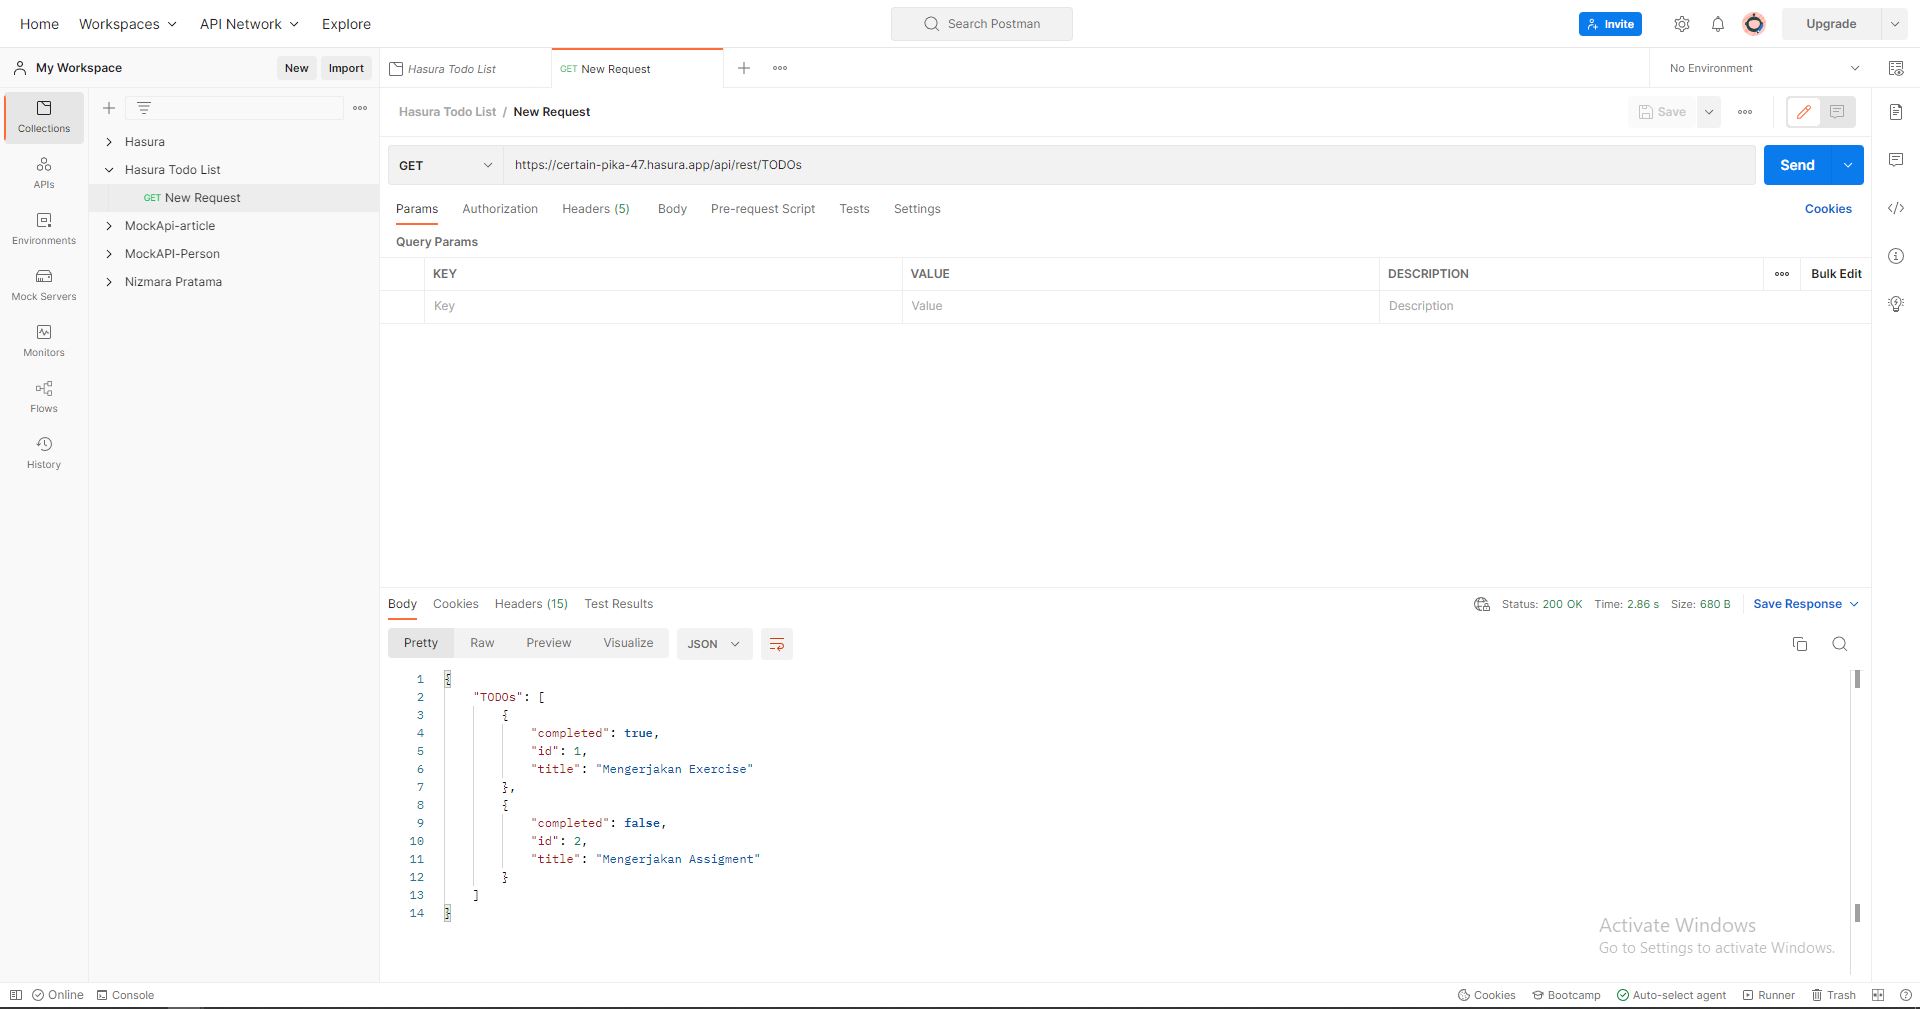 Home Workspaces API Network Explore Search Postman Invite Upgrade
My Workspace New Import Hasura Todo List GET New Request No Environment
Collections
APIs
Environments
Mock Servers
Monitors
Flows
History
Hasura
Hasura Todo List
GET New Request
MockApi-article
MockAPI-Person
Nizmara Pratama
Hasura Todo List / New Request Save
GET https://certain-pika-47.hasura.app/api/rest/TODOs Send
Params Authorization Headers (5) Body Pre-request Script Tests Settings Cookies
Query Params
KEY VALUE DESCRIPTION Bulk Edit
Key Value Description
Body Cookies Headers (15) Test Results Status: 200 OK Time: 2.86 s Size: 680 B Save Response
Pretty Raw Preview Visualize JSON
1 {
2 "TODOs": [
3 {
4 "completed": true,
5 "id": 1,
6 "title": "Mengerjakan Exercise"
7 },
8 {
9 "completed": false,
10 "id": 2,
11 "title": "Mengerjakan Assigment"
12 }
13 ]
14 }
Activate Windows
Go to Settings to activate Windows.
Online Console Cookies Bootcamp Auto-select agent Runner Trash